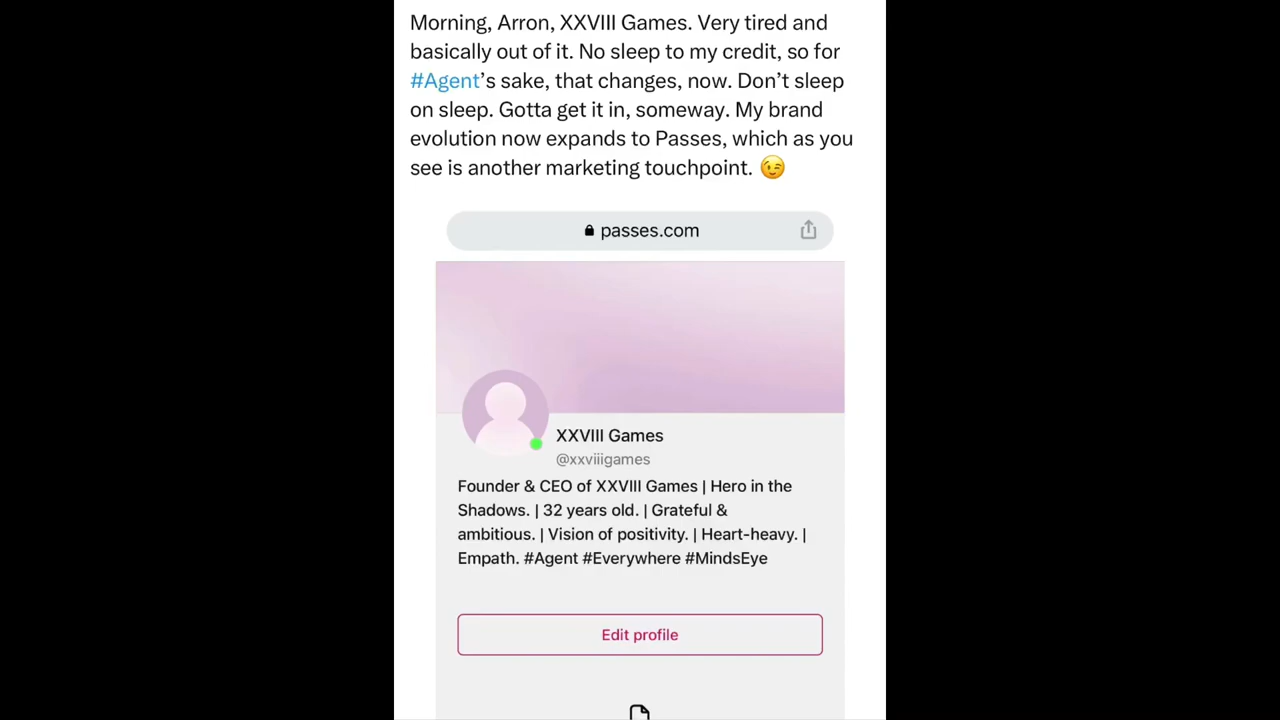 Morning, Arron, XXVIII Games. Very tired and
basically out of it. No sleep to my credit, so for
#Agent’s sake, that changes, now. Don’t sleep
on sleep. Gotta get it in, someway. My brand
evolution now expands to Passes, which as you
see is another marketing touchpoint. 😉
passes.com
XXVIII Games
@xxviiigames
Founder & CEO of XXVIII Games | Hero in the
Shadows. | 32 years old. | Grateful &
ambitious. | Vision of positivity. | Heart-heavy. |
Empath. #Agent #Everywhere #MindsEye
Edit profile